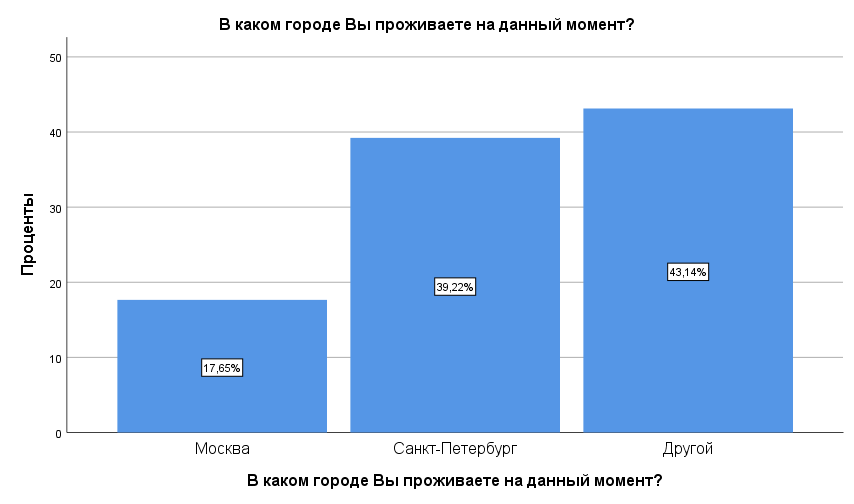 В каком городе Вы проживаете на данный момент?
50
40
30
20
10
0
Проценты
17,65%
39,22%
43,14%
Москва
Санкт-Петербург
Другой
В каком городе Вы проживаете на данный момент?